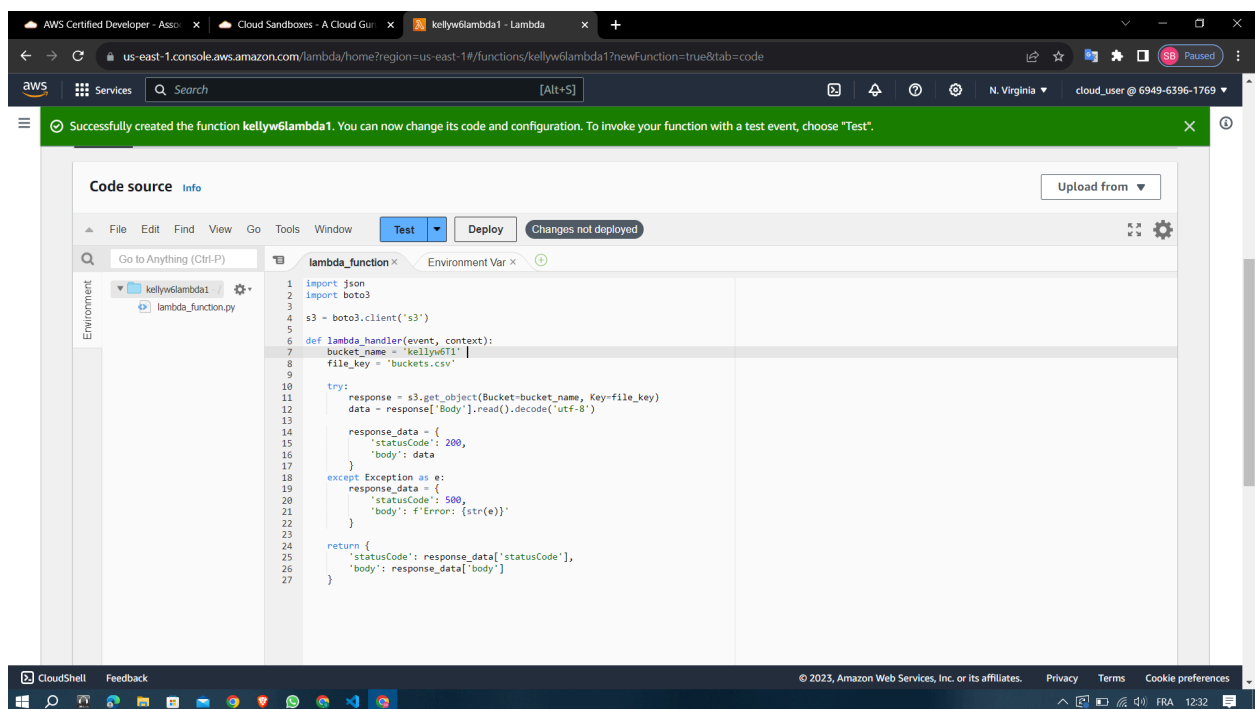 AWS Certified Developer - Assoc
Cloud Sandboxes - A Cloud Gur
kellyw6lambda1 - Lambda
us-east-1.console.aws.amazon.com/lambda/home?region=us-east-1#/functions/kellyw6lambda1?newFunction=true&tab=code
SB Paused
aws
Services
Search
[Alt+S]
N. Virginia
cloud_user @ 6949-6396-1769
Successfully created the function kellyw6lambda1. You can now change its code and configuration. To invoke your function with a test event, choose "Test".
Code source Info
Upload from
File Edit Find View Go Tools Window
Test
Deploy
Changes not deployed
Go to Anything (Ctrl-P)
lambda_function
Environment Var
Environment
kellyw6lambda1 - /
lambda_function.py
1 import json
2 import boto3
3
4 s3 = boto3.client('s3')
5
6 def lambda_handler(event, context):
7 bucket_name = 'kellyw6T1'
8 file_key = 'buckets.csv'
9
10 try:
11 response = s3.get_object(Bucket=bucket_name, Key=file_key)
12 data = response['Body'].read().decode('utf-8')
13
14 response_data = {
15 'statusCode': 200,
16 'body': data
17 }
18 except Exception as e:
19 response_data = {
20 'statusCode': 500,
21 'body': f'Error: {str(e)}'
22 }
23
24 return {
25 'statusCode': response_data['statusCode'],
26 'body': response_data['body']
27 }
CloudShell
Feedback
© 2023, Amazon Web Services, Inc. or its affiliates.
Privacy
Terms
Cookie preferences
FRA
12:32